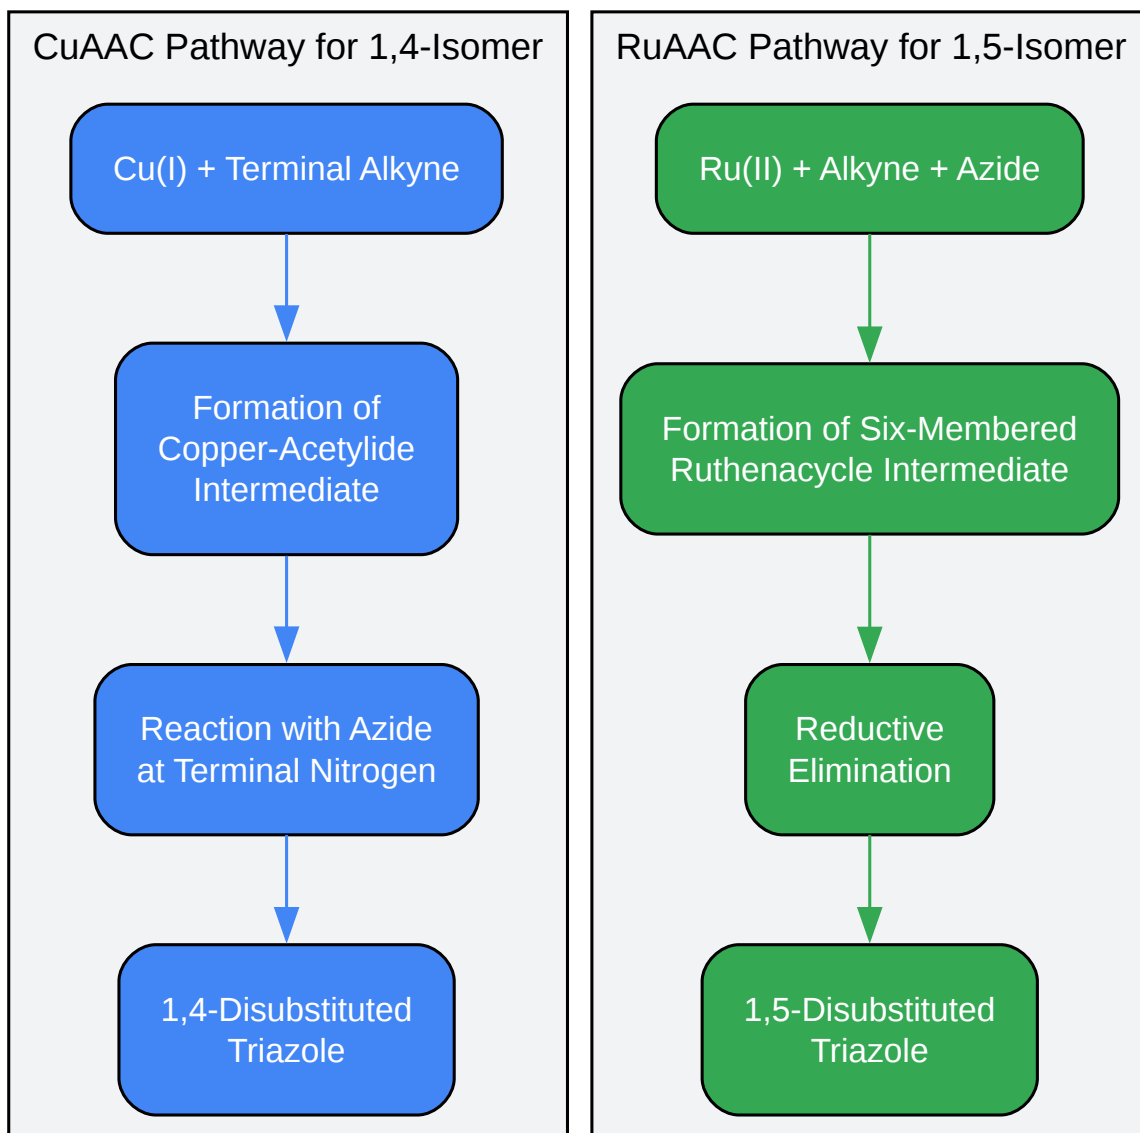 CuAAC Pathway for 1,4-Isomer
Cu(I) + Terminal Alkyne
Formation of
Copper-Acetylide
Intermediate
Reaction with Azide
at Terminal Nitrogen
1,4-Disubstituted
Triazole
RuAAC Pathway for 1,5-Isomer
Ru(II) + Alkyne + Azide
Formation of Six-Membered
Ruthenacycle Intermediate
Reductive
Elimination
1,5-Disubstituted
Triazole